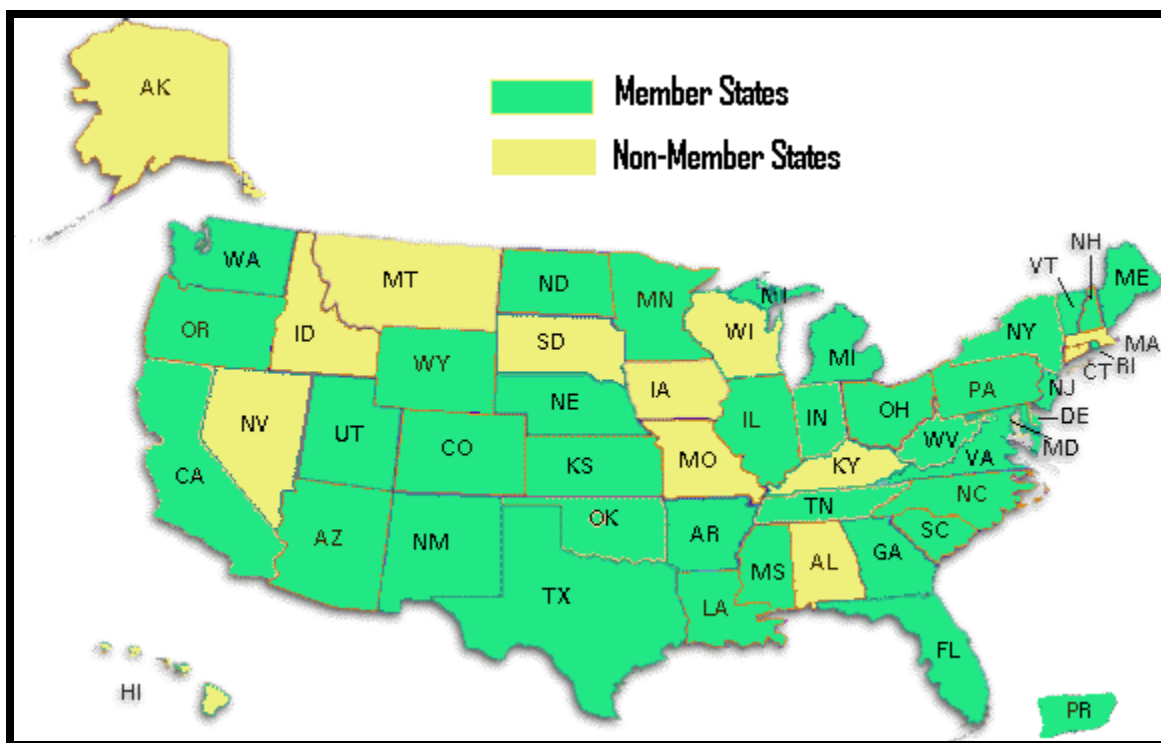 AK
Member States
Non-Member States
WA
MT
ND
MN
MI
VT
NH
ME
OR
ID
SD
WI
NY
MA
WY
MI
CT
RI
IA
PA
NJ
NV
UT
NE
IL
IN
OH
DE
CO
WV
MD
CA
KS
MO
KY
VA
NC
AZ
NM
OK
AR
TN
SC
TX
MS
AL
GA
LA
FL
HI
PR